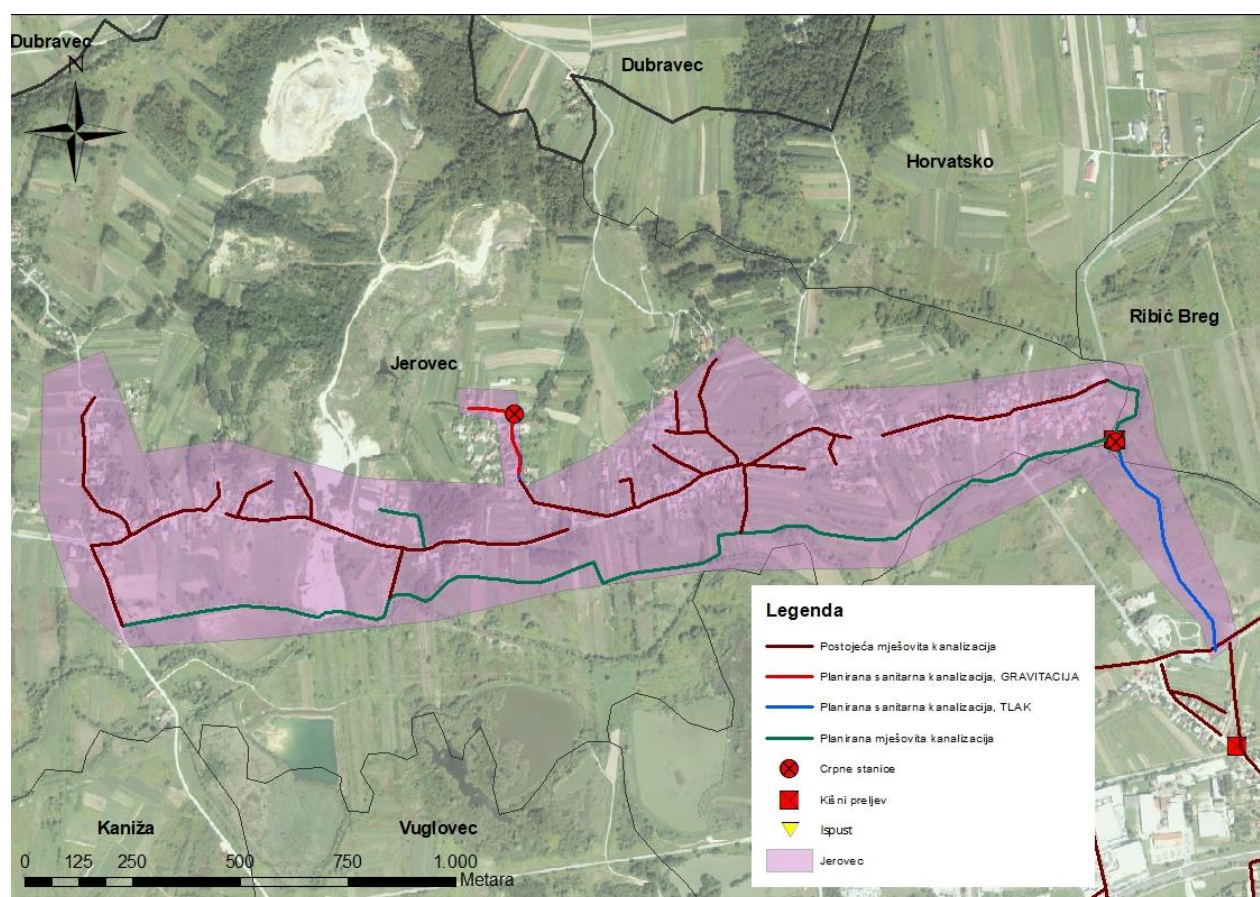 Dubravec
N
Dubravec
Horvatsko
Ribić Breg
Jerovec
Legenda
Postojeća mješovita kanalizacija
Planirana sanitarna kanalizacija, GRAVITACIJA
Planirana sanitarna kanalizacija, TLAK
Planirana mješovita kanalizacija
Crpne stanice
Kišni preljev
Ispust
Jerovec
Kaniža
Vuglovec
0 125 250 500 750 1.000
Metara